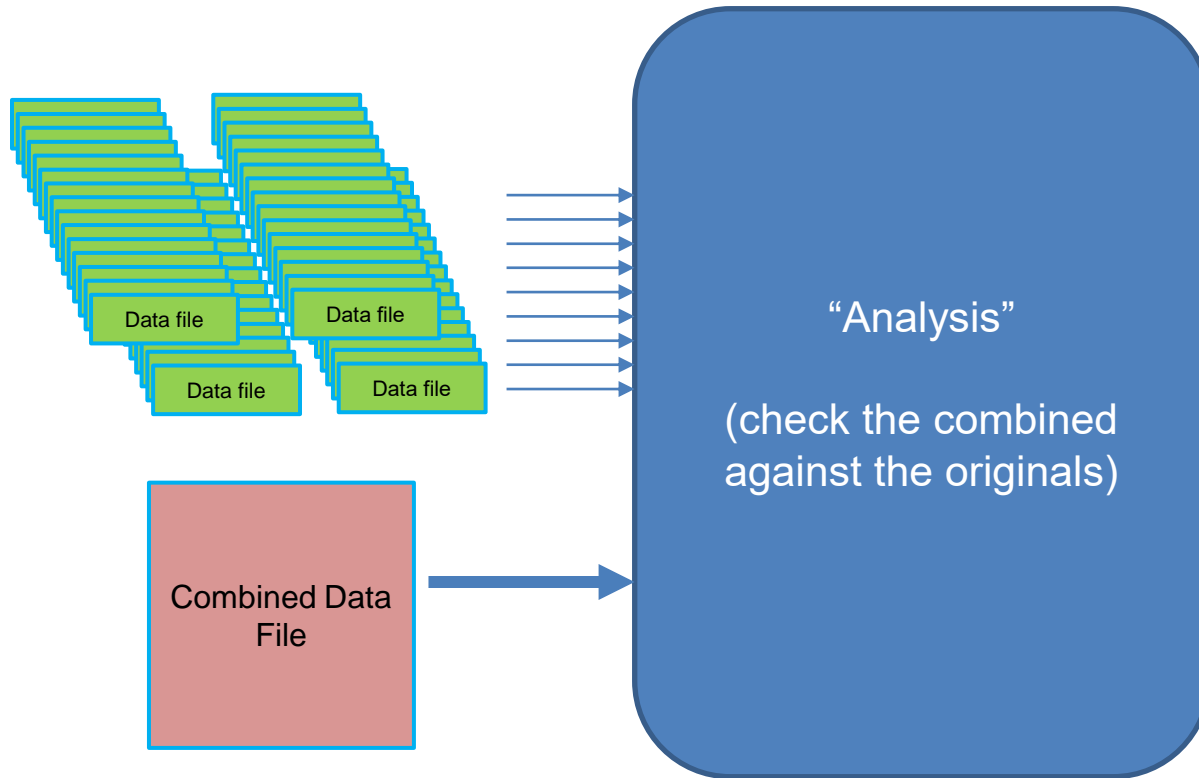 Data file
Data file
Data file
Data file
Combined Data
File
“Analysis”
(check the combined
against the originals)